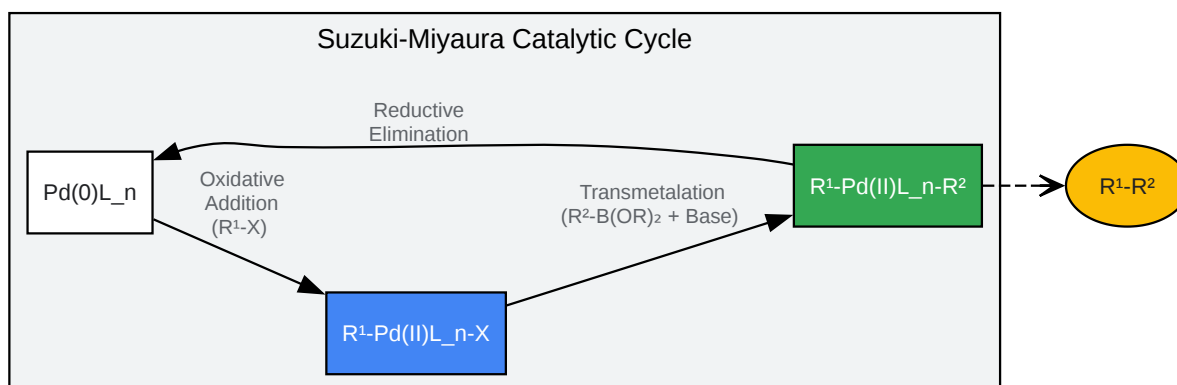 Suzuki-Miyaura Catalytic Cycle
Reductive
Elimination
Pd(0)L_n
Oxidative
Addition
(R¹-X)
Transmetalation
(R²-B(OR)₂ + Base)
R¹-Pd(II)L_n-R²
R¹-R²
R¹-Pd(II)L_n-X